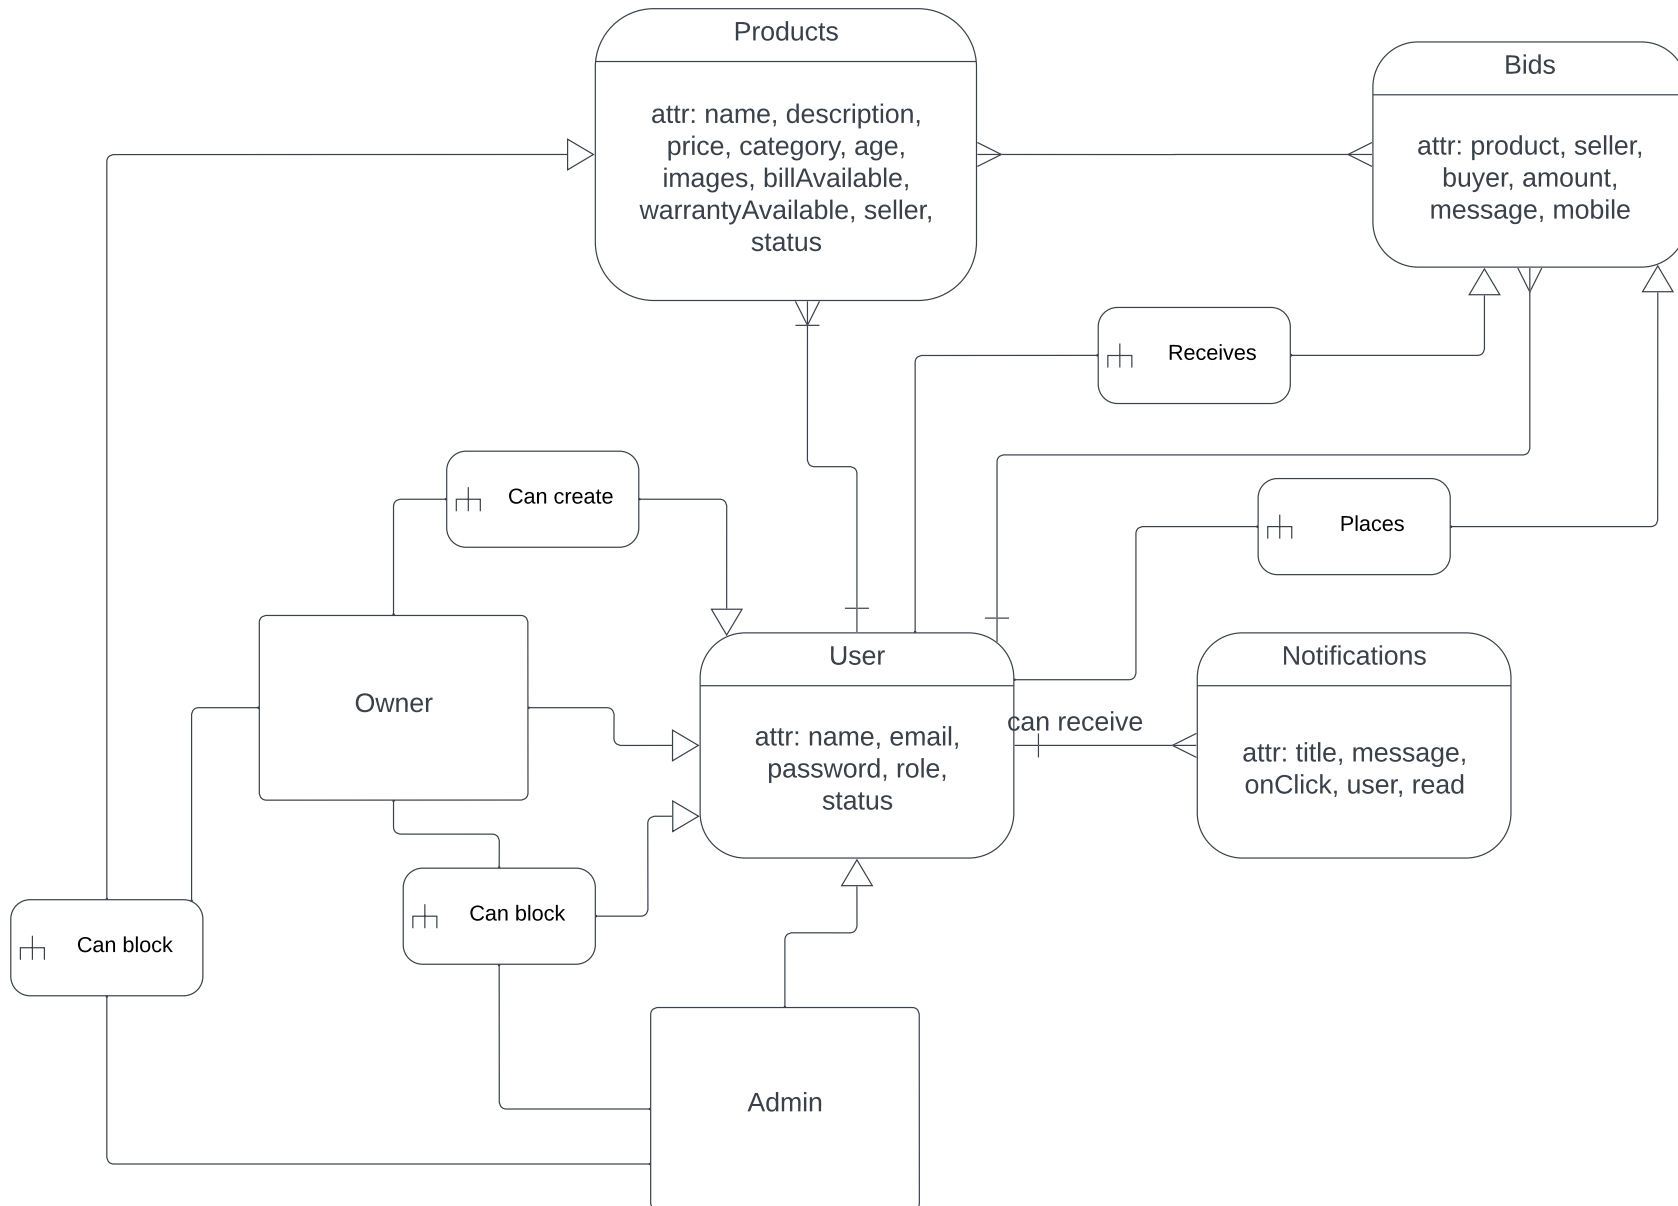 Products
attr: name, description,
price, category, age,
images, billAvailable,
warrantyAvailable, seller,
status
Bids
attr: product, seller,
buyer, amount,
message, mobile
Receives
Can create
Places
Owner
User
attr: name, email,
password, role,
status
can receive
Notifications
attr: title, message,
onClick, user, read
Can block
Can block
Admin